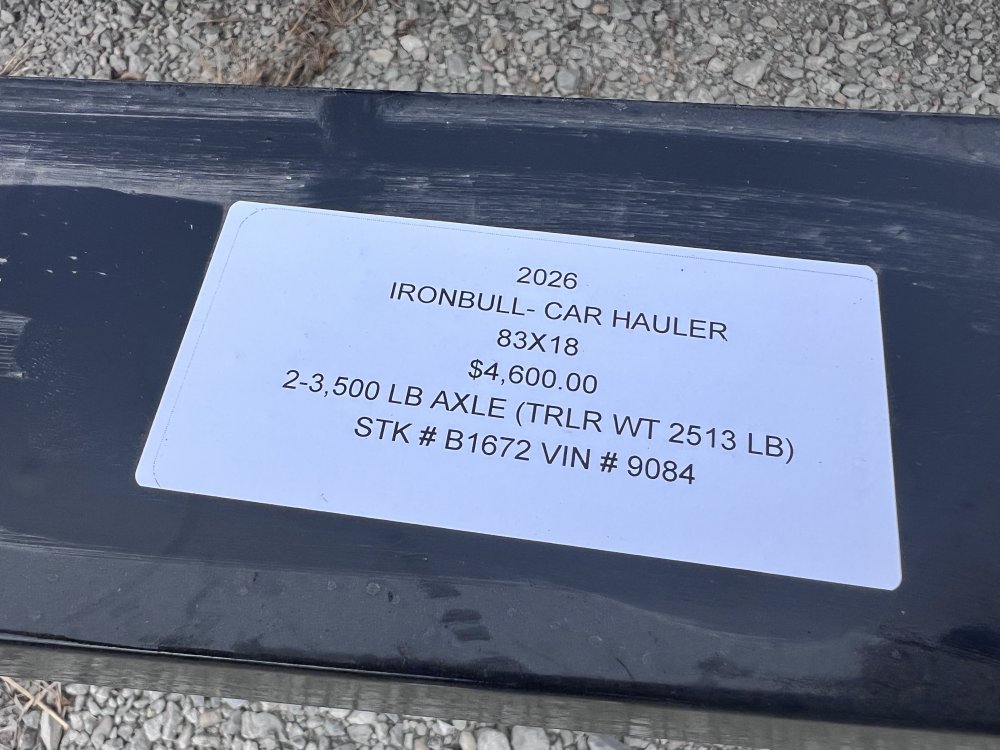 2026
IRONBULL- CAR HAULER
83X18
$4,600.00
2-3,500 LB AXLE (TRLR WT 2513 LB)
STK # B1672 VIN # 9084